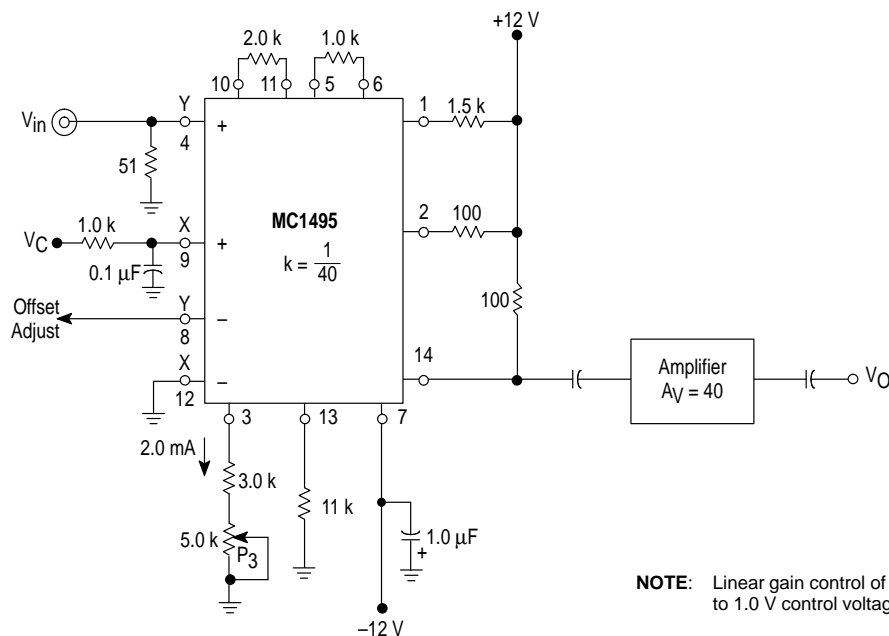 +12 V
2.0 k
1.0 k
10
11
5
6
1
1.5 k
Vin
Y
4
+
51
MC1495
k = 1/40
2
100
VC
1.0 k
X
9
+
0.1 µF
100
Offset
Adjust
Y
8
–
14
Amplifier
AV = 40
VO
X
12
–
3
13
7
2.0 mA
3.0 k
11 k
5.0 k
P3
1.0 µF
+
–12 V
NOTE: Linear gain control of
to 1.0 V control voltag